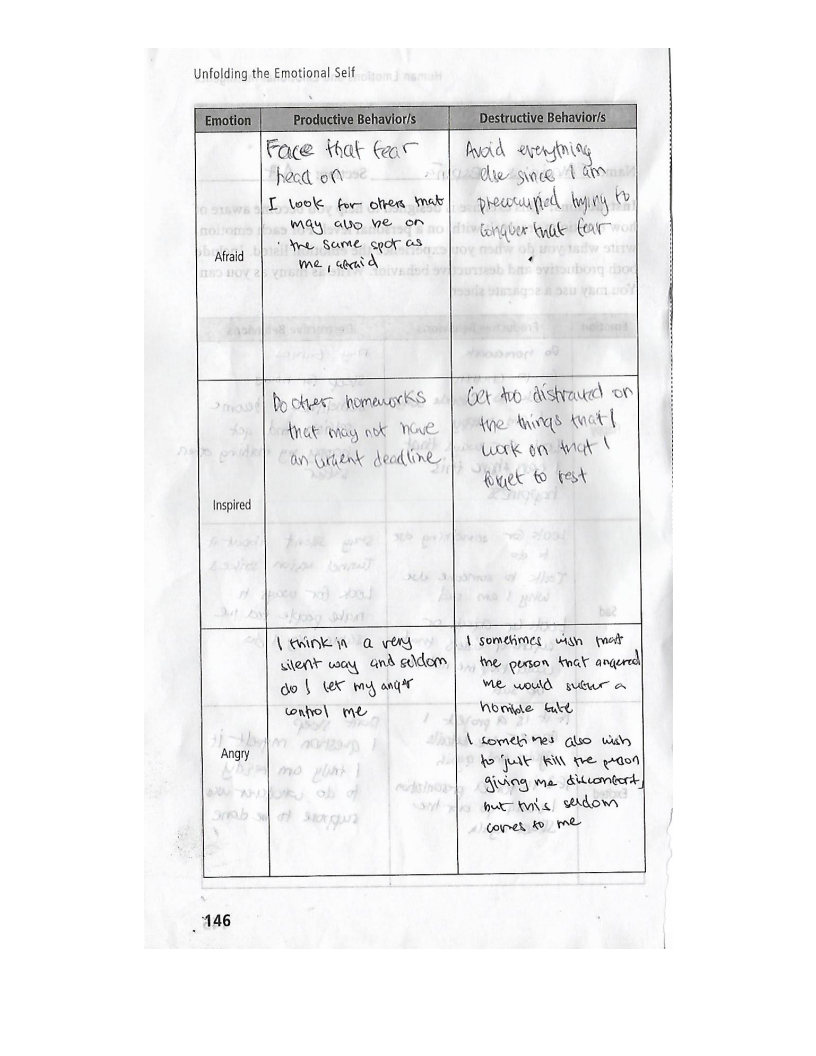 Unfolding the Emotional Self
Emotion Productive Behavior/s Destructive Behavior/s
Afraid
Face that fear
head on
I look for others that
may also be on
the same spot as
me, afraid
Avoid everything
else since I am
preoccupied trying to
conquer that fear
Inspired
Do other homeworks
that may not have
an urgent deadline
Get too distracted on
the things that I
work on that I
forget to rest
Angry
I think in a very
silent way and seldom
do I let my anger
control me
I sometimes wish that
the person that angered
me would suffer a
horrible fate
I sometimes also wish
to just kill the person
giving me discomfort,
but this seldom
comes to me
146